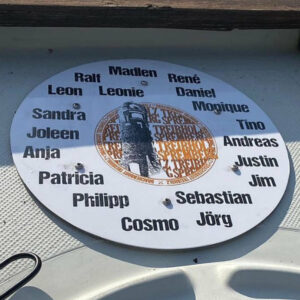 Madlen
Ralf
René
Leon
Leonie
Daniel
Mogique
Sandra
Tino
Joleen
Andreas
Anja
Justin
Patricia
Jim
Philipp
Sebastian
Cosmo
Jörg